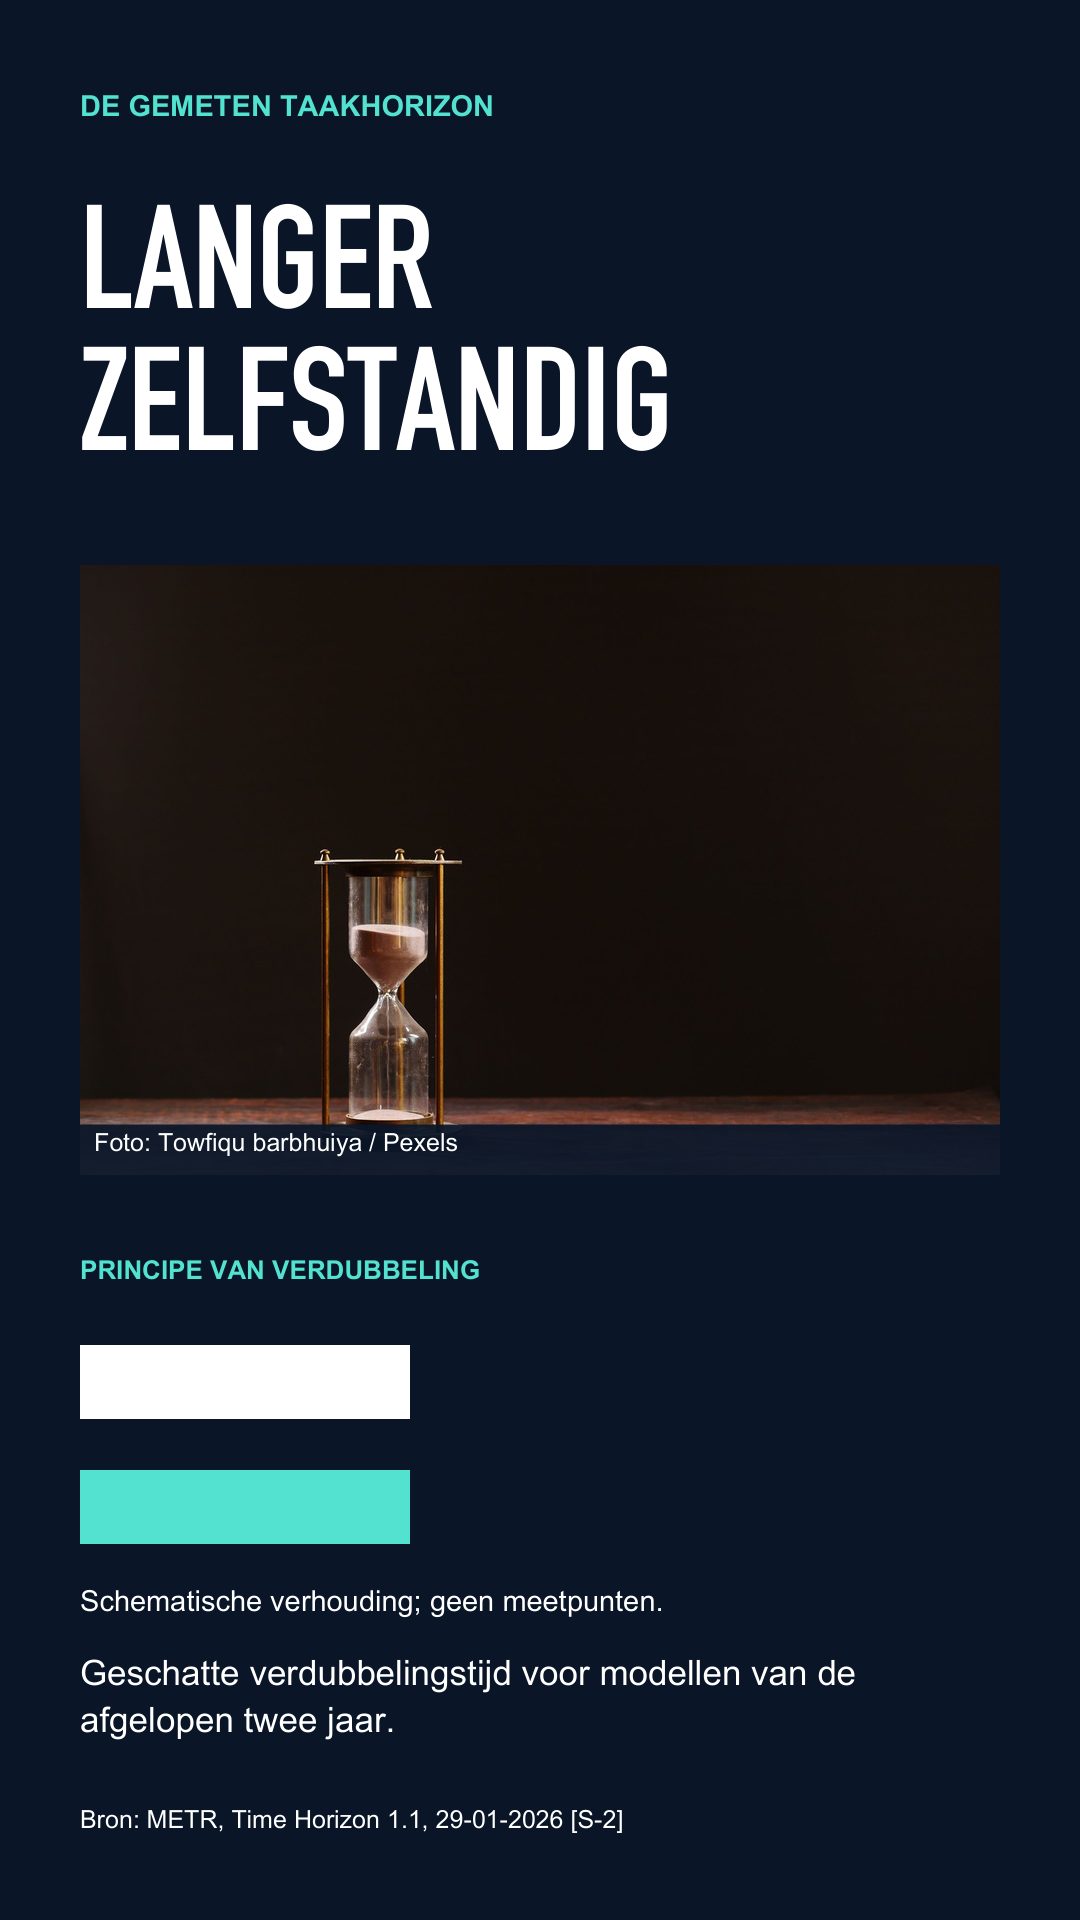 DE GEMETEN TAAKHORIZON
LANGER
ZELFSTANDIG
Foto: Towfiqu barbhuiya / Pexels
PRINCIPE VAN VERDUBBELING
Schematische verhouding; geen meetpunten.
Geschatte verdubbelingstijd voor modellen van de
afgelopen twee jaar.
Bron: METR, Time Horizon 1.1, 29-01-2026 [S-2]